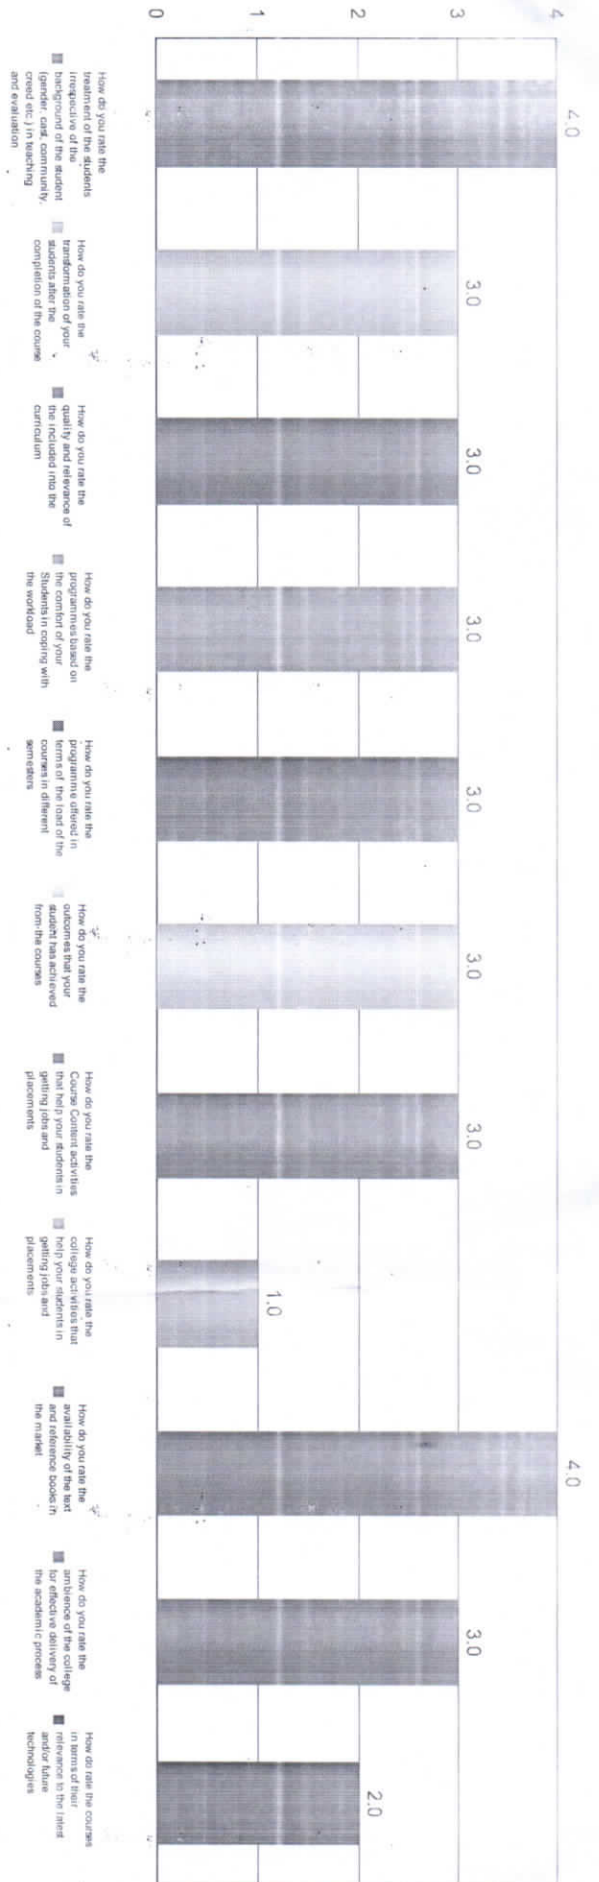 4
3
2
1
0
4.0
3.0
3.0
3.0
3.0
3.0
3.0
1.0
4.0
3.0
2.0
How do you rate the
treatment of the students
irrespective of the
background of the student
(gender, cast, community,
creed etc ) in teaching
and evaluation
How do you rate the
transformation of your
students after the
completion of the course
How do you rate the
quality and relevance of
the included into the
curriculum
How do you rate the
programmes based on
the comfort of your
Students in coping with
the workload
How do you rate the
programme offered in
terms of the load of the
courses in different
semesters
How do you rate the
outcomes that your
student has achieved
from the courses
How do you rate the
Course Content activities
that help your students in
getting jobs and
placements
How do you rate the
college activities that
help your students in
getting jobs and
placements
How do you rate the
availability of the text
and reference books in
the market
How do you rate the
ambience of the college
for effective delivery of
the academic process
How do rate the courses
in terms of their
relevance to the latest
and/or future
technologies